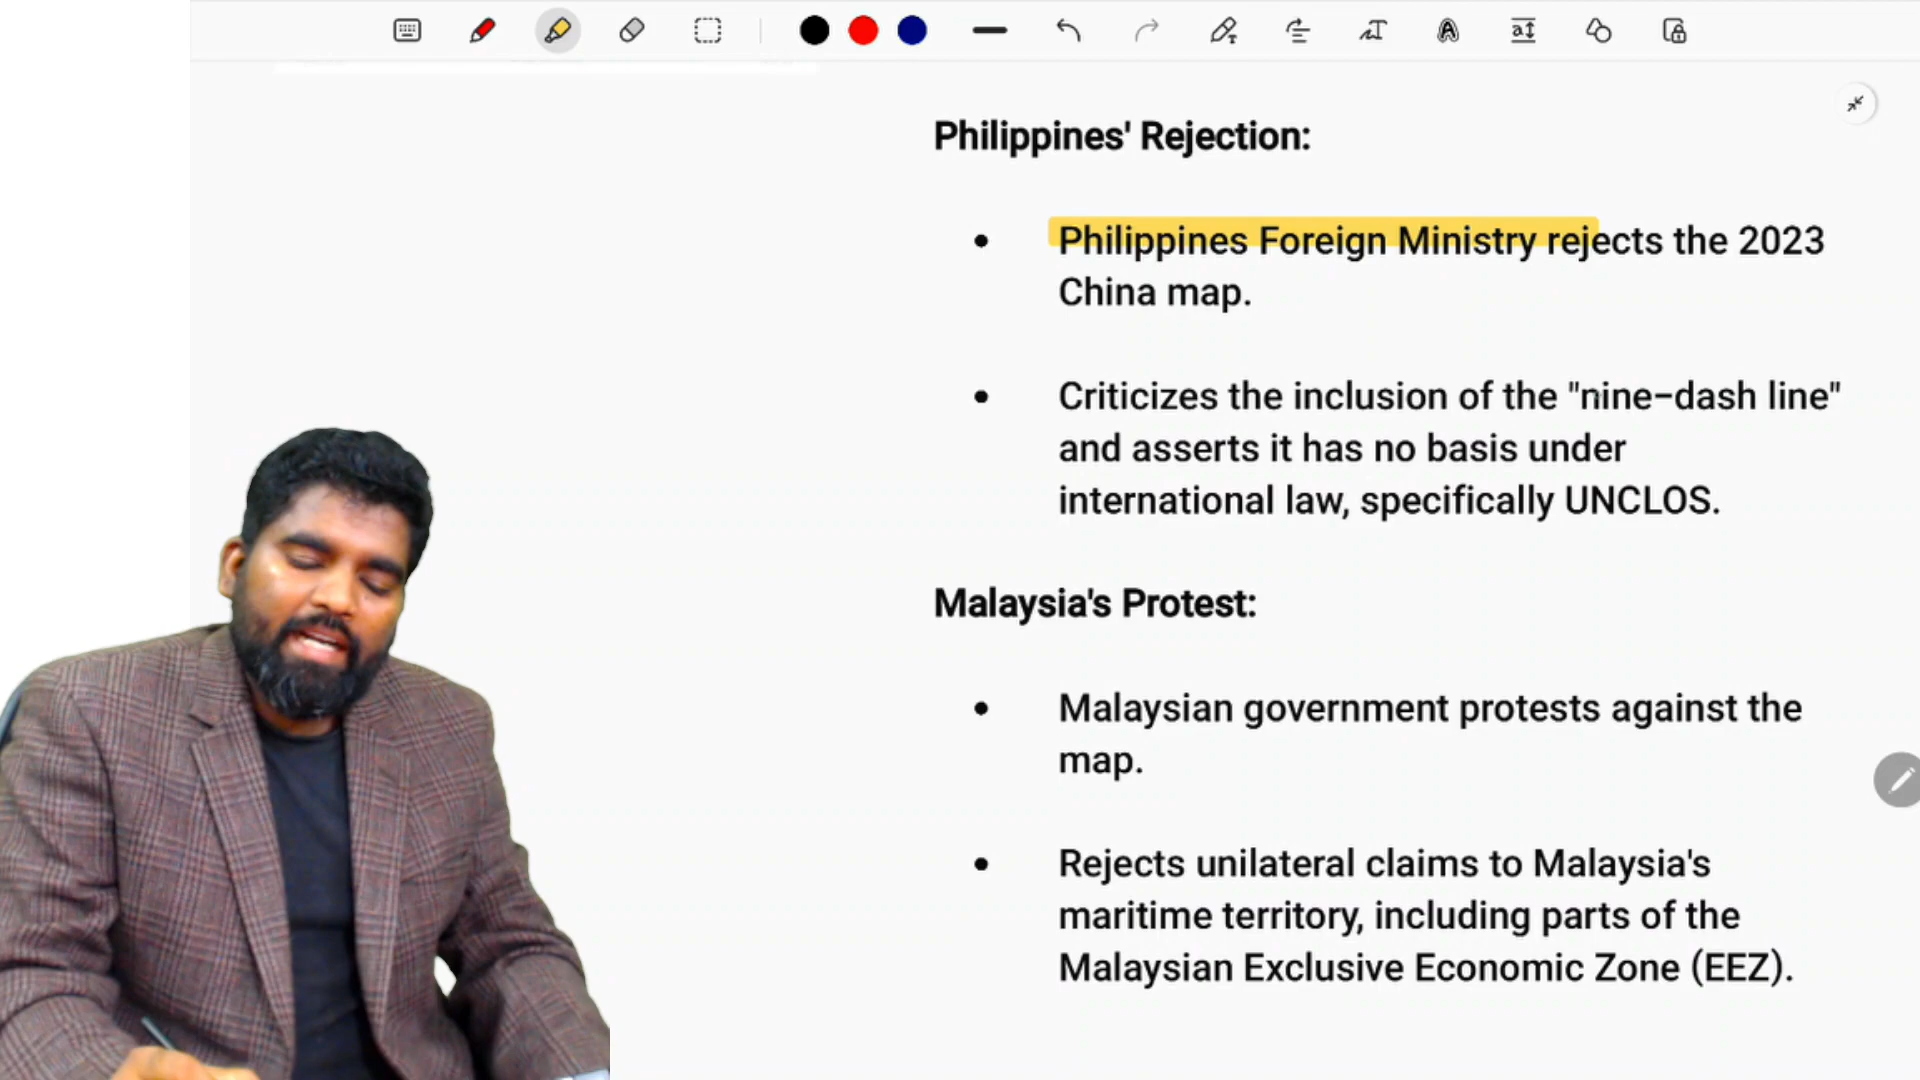 Philippines' Rejection:
• Philippines Foreign Ministry rejects the 2023
China map.
• Criticizes the inclusion of the "nine-dash line"
and asserts it has no basis under
international law, specifically UNCLOS.
Malaysia's Protest:
• Malaysian government protests against the
map.
• Rejects unilateral claims to Malaysia's
maritime territory, including parts of the
Malaysian Exclusive Economic Zone (EEZ).